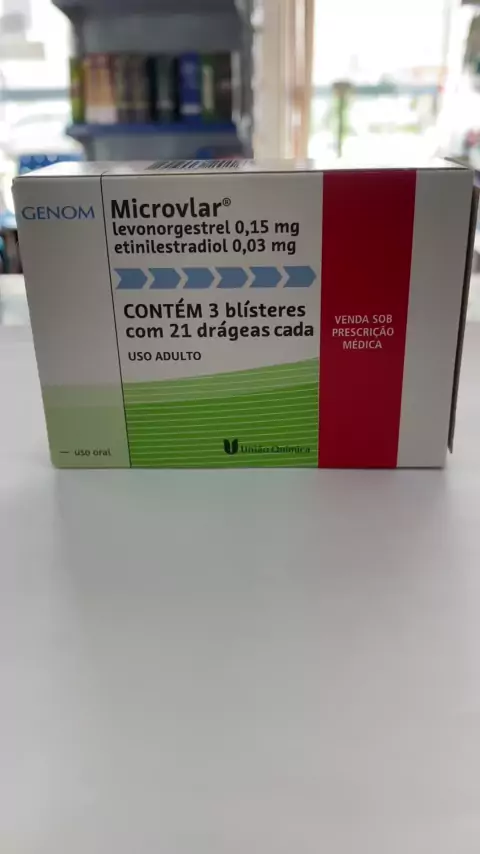 GENOM
Microvlar®
levonorgestrel 0,15 mg
etinilestradiol 0,03 mg
CONTÉM 3 blísteres
com 21 drágeas cada
USO ADULTO
uso oral
União Química
VENDA SOB
PRESCRIÇÃO
MÉDICA